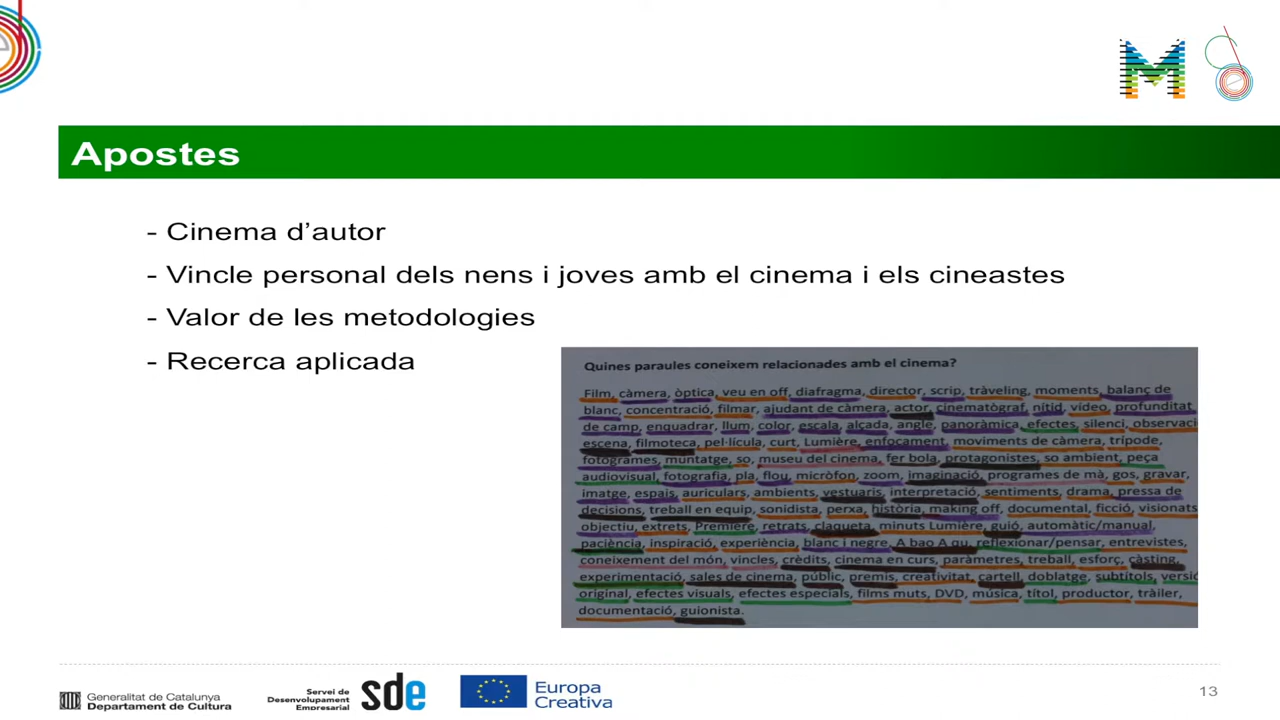 Apostes
- Cinema d’autor
- Vincle personal dels nens i joves amb el cinema i els cineastes
- Valor de les metodologies
- Recerca aplicada
Quines paraules coneixem relacionades amb el cinema?
Film, càmera, òptica, veu en off, diafragma, director, scrip, tràveling, moments, balanç de
blanc, concentració, filmar, ajudant de càmera, actor, cinematògraf, nítid, vídeo, profunditat
de camp, enquadrar, llum, color, escala, alçada, angle, panoràmica, efectes, silenci, observaci
escena, filmoteca, pel·lícula, curt, Lumière, enfocament, moviments de càmera, trípode,
fotogrames, muntatge, so, museu del cinema, fer bola, protagonistes, so ambient, peça
audiovisual, fotografia, pla, flou, micròfon, zoom, imaginació, programes de mà, gos, gravar,
imatge, espais, auriculars, ambients, vestuaris, interpretació, sentiments, drama, pressa de
decisions, treball en equip, sonidista, perxa, història, making off, documental, ficció, visionats
objectiu, extrets, Première, retrats, claqueta, minuts Lumière, guió, automàtic/manual,
paciència, inspiració, experiència, blanc i negre, A bao A qu, reflexionar/pensar, entrevistes,
coneixement del món, vincles, crèdits, cinema en curs, paràmetres, treball, esforç, càsting,
experimentació, sales de cinema, públic, premis, creativitat, cartell, doblatge, subtítols, versió
original, efectes visuals, efectes especials, films muts, DVD, música, títol, productor, tràiler,
documentació, guionista.
Generalitat de Catalunya
Departament de Cultura
Servei de
Desenvolupament
Empresarial
sde
Europa
Creativa
13